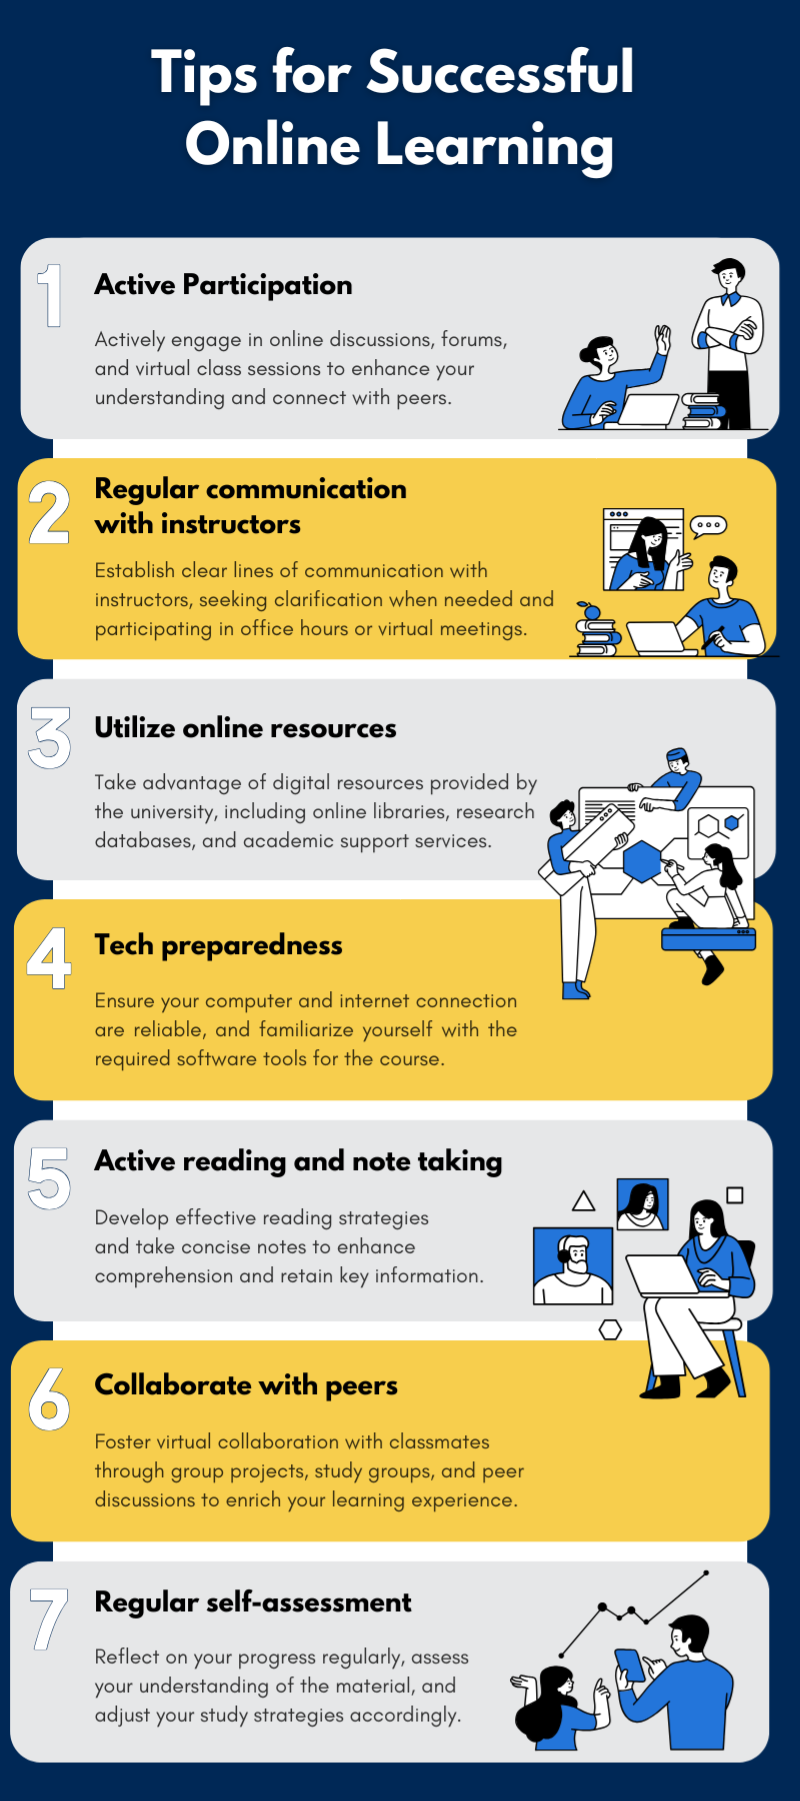 Tips for Successful
Online Learning
1
Active Participation
Actively engage in online discussions, forums,
and virtual class sessions to enhance your
understanding and connect with peers.
2
Regular communication
with instructors
Establish clear lines of communication with
instructors, seeking clarification when needed and
participating in office hours or virtual meetings.
3
Utilize online resources
Take advantage of digital resources provided by
the university, including online libraries, research
databases, and academic support services.
4
Tech preparedness
Ensure your computer and internet connection
are reliable, and familiarize yourself with the
required software tools for the course.
5
Active reading and note taking
Develop effective reading strategies
and take concise notes to enhance
comprehension and retain key information.
6
Collaborate with peers
Foster virtual collaboration with classmates
through group projects, study groups, and peer
discussions to enrich your learning experience.
7
Regular self-assessment
Reflect on your progress regularly, assess
your understanding of the material, and
adjust your study strategies accordingly.